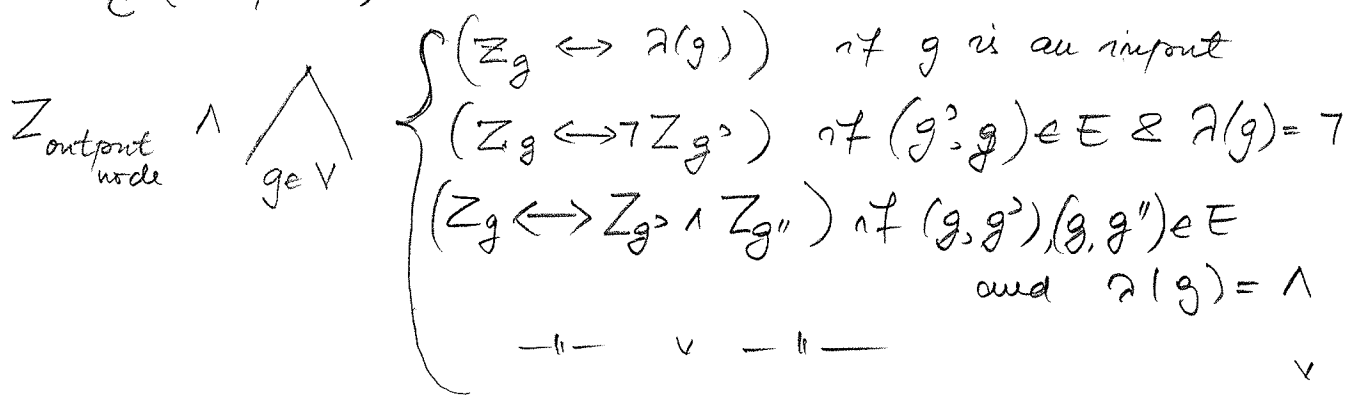 (Z_g ↔ λ(g)) if g is an input
Z_output node ∧ ⋀_{g∈V} { (Z_g ↔ ¬Z_g') if (g', g) ∈ E & λ(g) = ¬
(Z_g ↔ Z_g' ∧ Z_g'') if (g, g'), (g, g'') ∈ E
and λ(g) = ∧
—"— ∨ —"— ∨